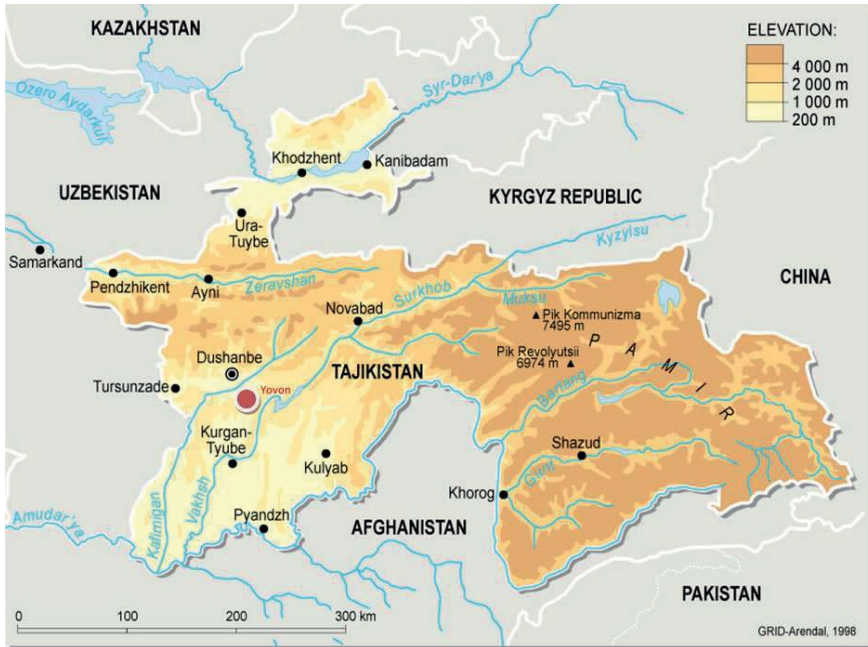 KAZAKHSTAN
ELEVATION:
4 000 m
2 000 m
1 000 m
200 m
Ozero Aydarkul'
Syr-Dar'ya
Khodzhent
Kanibadam
UZBEKISTAN
KYRGYZ REPUBLIC
Ura-
Tuybe
Kyzylsu
Samarkand
CHINA
Pendzhikent
Ayni
Zeravshan
Surkhob
Muksu
Novabad
Pik Kommunizma
7495 m
Dushanbe
Pik Revolyutsii
6974 m
PAMIR
TAJIKISTAN
Tursunzade
Yovon
Bartang
Kurgan-
Tyube
Kulyab
Shazud
Gunt
Khorog
Vakhsh
Kafirnigan
Amudar'ya
Pyandzh
AFGHANISTAN
PAKISTAN
0 100 200 300 km
GRID-Arendal, 1998